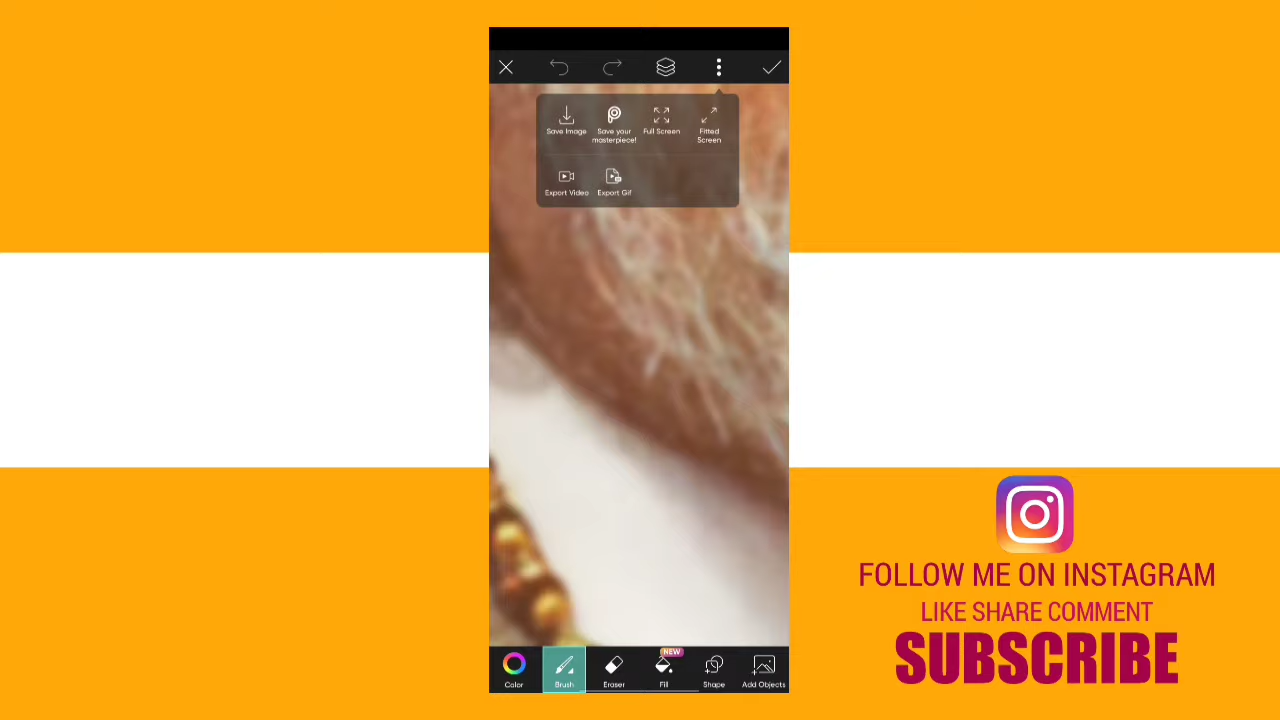 Save Image
Save your
masterpiece!
Full Screen
Fitted
Screen
Export Video
Export Gif
NEW
Color
Brush
Eraser
Fill
Shape
Add Objects
FOLLOW ME ON INSTAGRAM
LIKE SHARE COMMENT
SUBSCRIBE